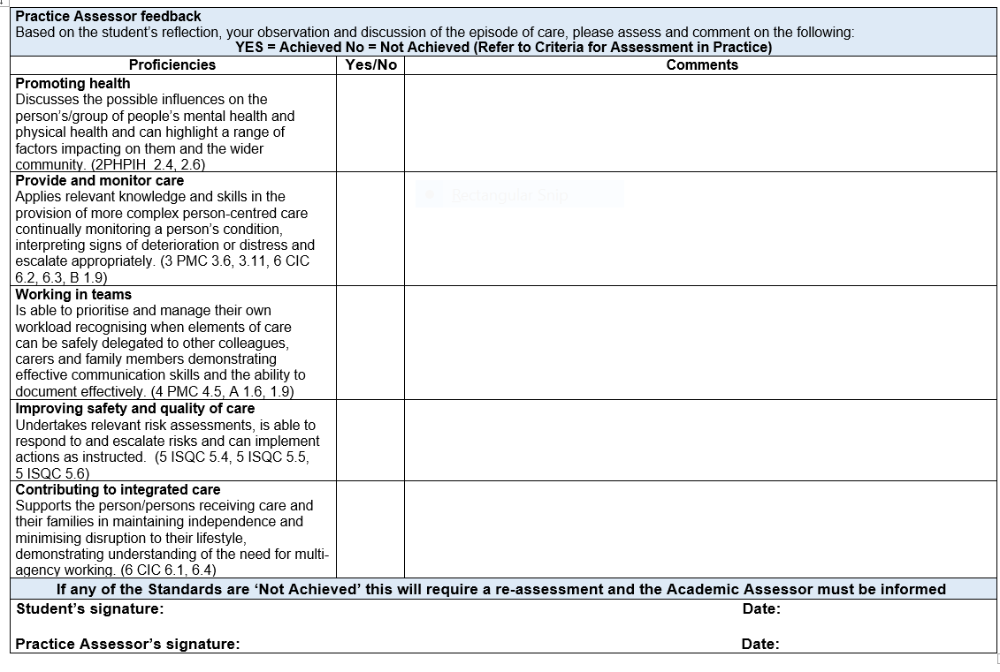 Practice Assessor feedback
Based on the student’s reflection, your observation and discussion of the episode of care, please assess and comment on the following:
YES = Achieved No = Not Achieved (Refer to Criteria for Assessment in Practice)
Proficiencies Yes/No Comments
Promoting health
Discusses the possible influences on the
person’s/group of people’s mental health and
physical health and can highlight a range of
factors impacting on them and the wider
community. (2PHPIH 2.4, 2.6)
Provide and monitor care
Applies relevant knowledge and skills in the
provision of more complex person-centred care
continually monitoring a person’s condition,
interpreting signs of deterioration or distress and
escalate appropriately. (3 PMC 3.6, 3.11, 6 CIC
6.2, 6.3, B 1.9)
Rectangular Snip
Working in teams
Is able to prioritise and manage their own
workload recognising when elements of care
can be safely delegated to other colleagues,
carers and family members demonstrating
effective communication skills and the ability to
document effectively. (4 PMC 4.5, A 1.6, 1.9)
Improving safety and quality of care
Undertakes relevant risk assessments, is able to
respond to and escalate risks and can implement
actions as instructed. (5 ISQC 5.4, 5 ISQC 5.5,
5 ISQC 5.6)
Contributing to integrated care
Supports the person/persons receiving care and
their families in maintaining independence and
minimising disruption to their lifestyle,
demonstrating understanding of the need for multi-
agency working. (6 CIC 6.1, 6.4)
If any of the Standards are ‘Not Achieved’ this will require a re-assessment and the Academic Assessor must be informed
Student’s signature: Date:
Practice Assessor’s signature: Date: